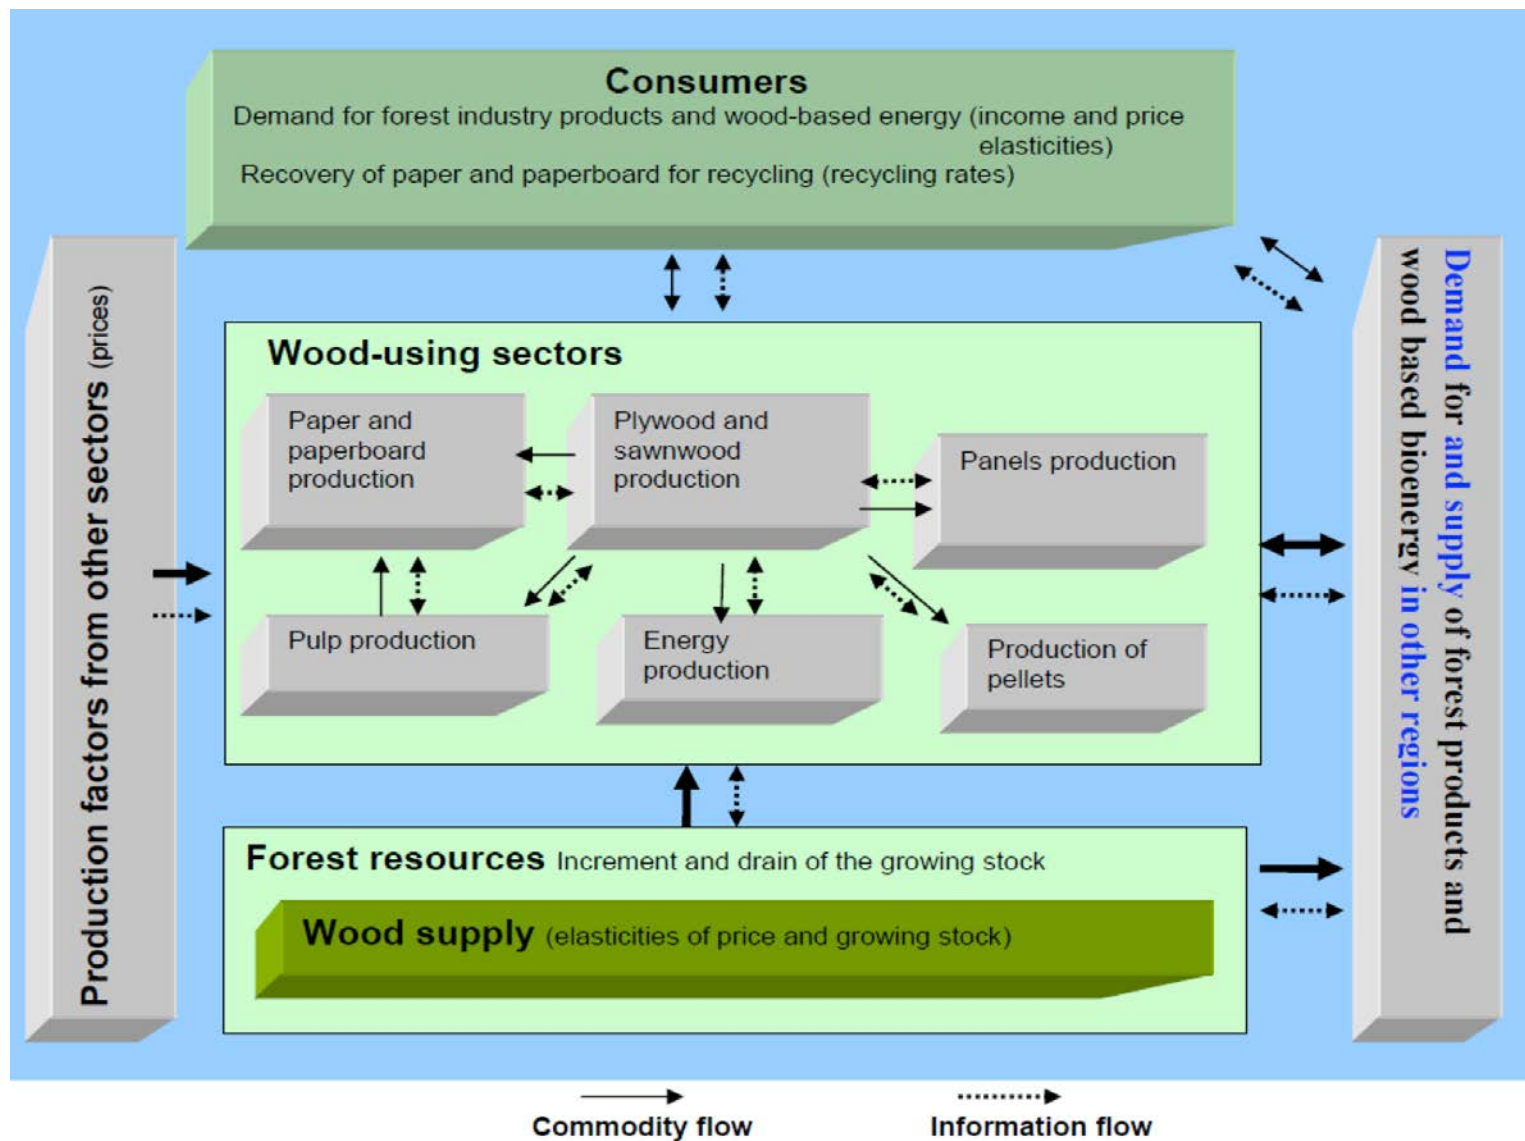 Consumers
Demand for forest industry products and wood-based energy (income and price
elasticities)
Recovery of paper and paperboard for recycling (recycling rates)
Production factors from other sectors (prices)
Wood-using sectors
Paper and
paperboard
production
Plywood and
sawnwood
production
Panels production
Pulp production
Energy
production
Production of
pellets
Forest resources Increment and drain of the growing stock
Wood supply (elasticities of price and growing stock)
Demand for and supply of forest products and
wood based bioenergy in other regions
Commodity flow
Information flow